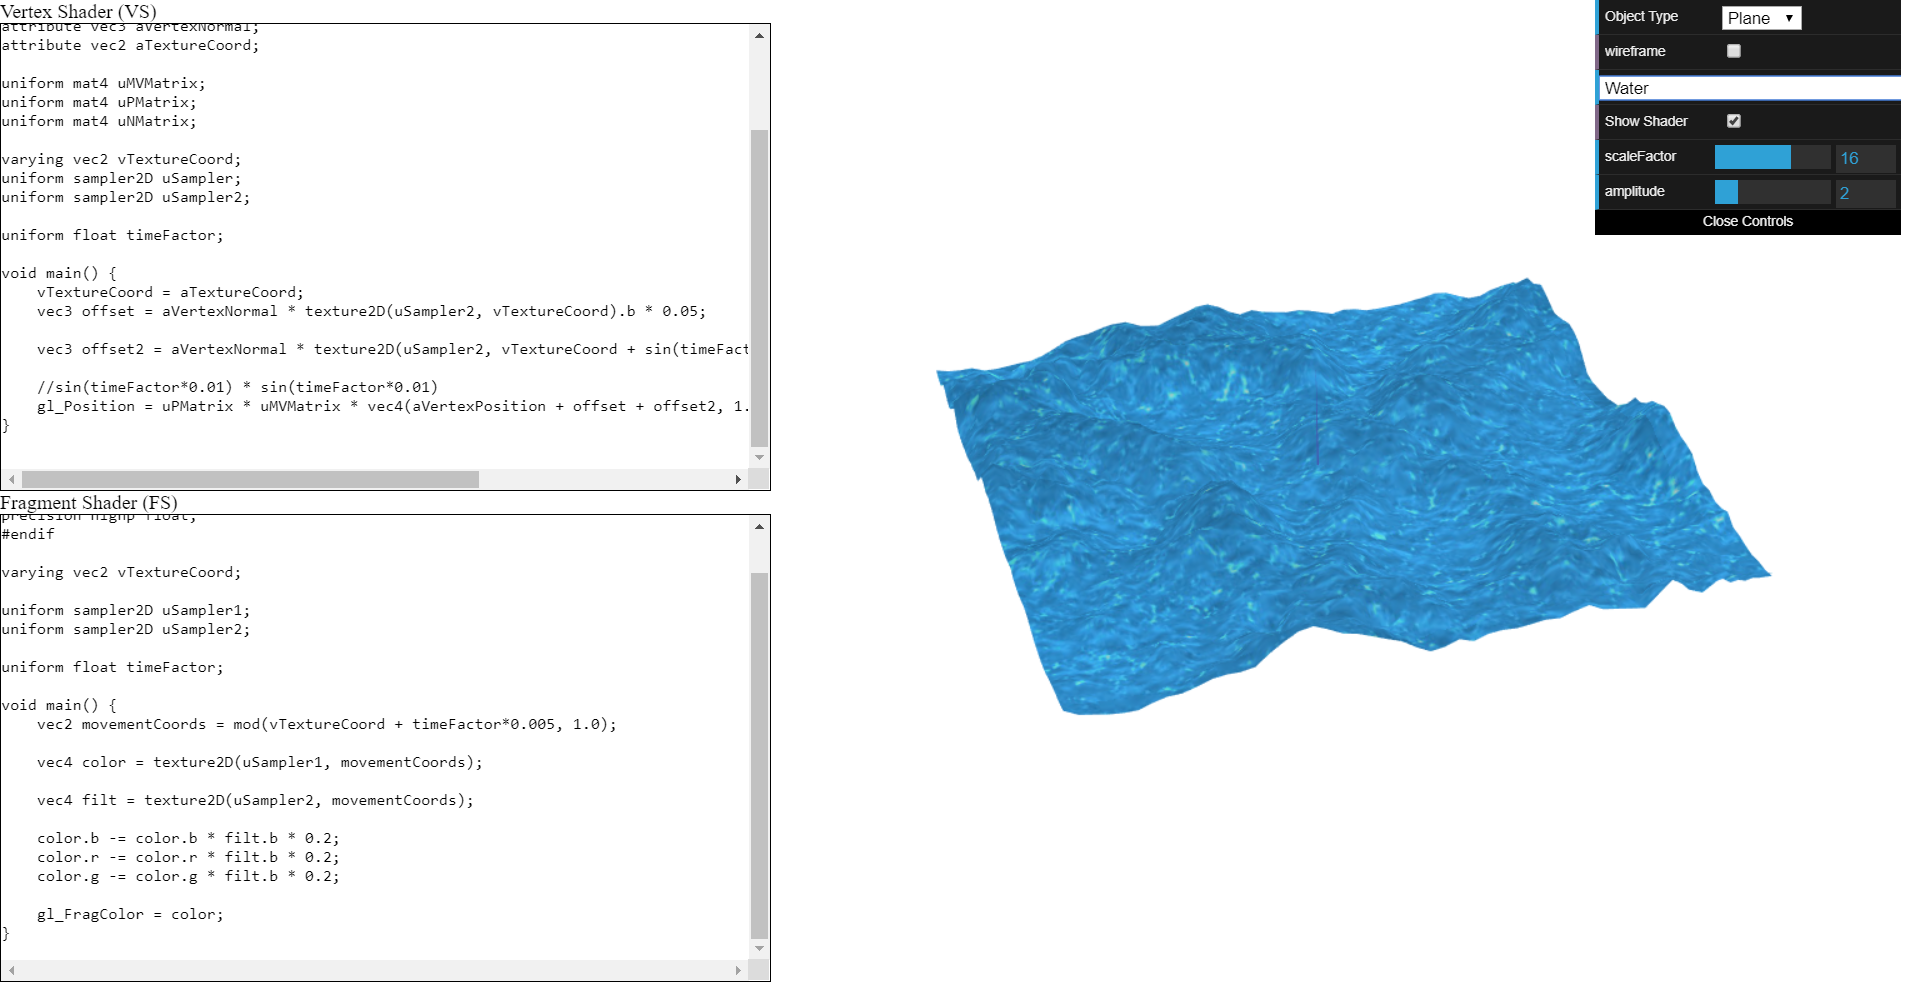 Vertex Shader (VS)
attribute vec3 aVertexNormal;
attribute vec2 aTextureCoord;
uniform mat4 uMVMatrix;
uniform mat4 uPMatrix;
uniform mat4 uNMatrix;
varying vec2 vTextureCoord;
uniform sampler2D uSampler;
uniform sampler2D uSampler2;
uniform float timeFactor;
void main() {
vTextureCoord = aTextureCoord;
vec3 offset = aVertexNormal * texture2D(uSampler2, vTextureCoord).b * 0.05;
vec3 offset2 = aVertexNormal * texture2D(uSampler2, vTextureCoord + sin(timeFact
//sin(timeFactor*0.01) * sin(timeFactor*0.01)
gl_Position = uPMatrix * uMVMatrix * vec4(aVertexPosition + offset + offset2, 1.
}
Fragment Shader (FS)
precision highp float;
#endif
varying vec2 vTextureCoord;
uniform sampler2D uSampler1;
uniform sampler2D uSampler2;
uniform float timeFactor;
void main() {
vec2 movementCoords = mod(vTextureCoord + timeFactor*0.005, 1.0);
vec4 color = texture2D(uSampler1, movementCoords);
vec4 filt = texture2D(uSampler2, movementCoords);
color.b -= color.b * filt.b * 0.2;
color.r -= color.r * filt.b * 0.2;
color.g -= color.g * filt.b * 0.2;
gl_FragColor = color;
}
Object Type Plane
wireframe
Water
Show Shader
scaleFactor 16
amplitude 2
Close Controls